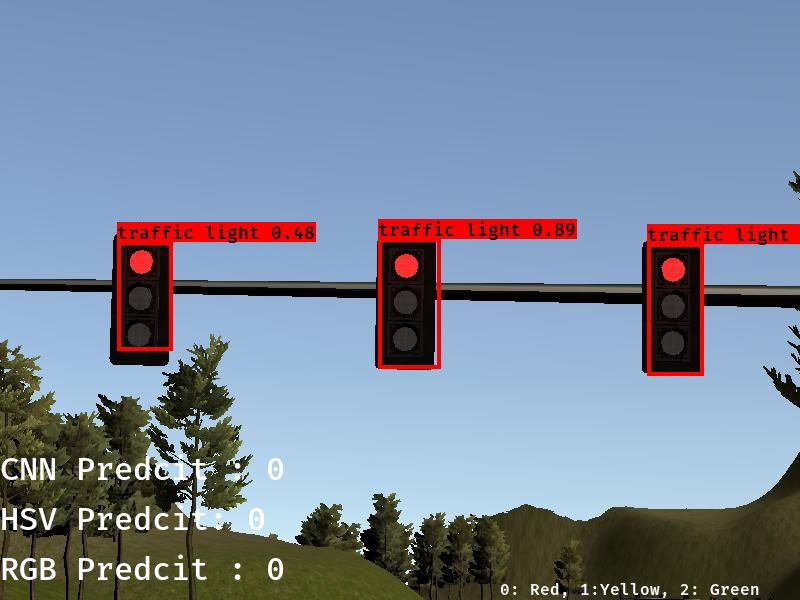 traffic light 0.48
traffic light 0.89
traffic light
CNN Predcit : 0
HSV Predcit: 0
RGB Predcit : 0
0: Red, 1:Yellow, 2: Green